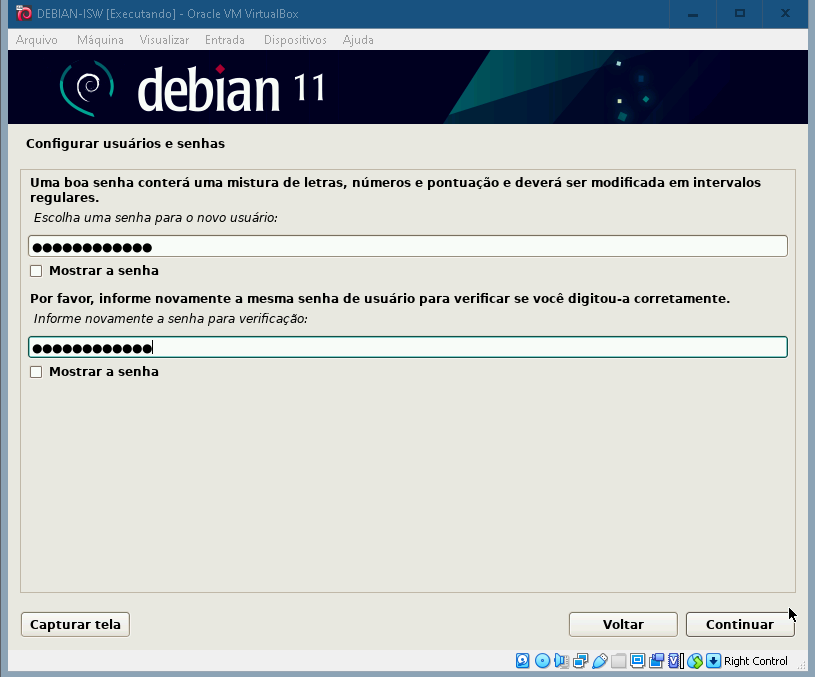 DEBIAN-ISW [Executando] - Oracle VM VirtualBox
Arquivo Máquina Visualizar Entrada Dispositivos Ajuda
debian 11
Configurar usuários e senhas
Uma boa senha conterá uma mistura de letras, números e pontuação e deverá ser modificada em intervalos
regulares.
Escolha uma senha para o novo usuário:
●●●●●●●●●●●●
Mostrar a senha
Por favor, informe novamente a mesma senha de usuário para verificar se você digitou-a corretamente.
Informe novamente a senha para verificação:
●●●●●●●●●●●●
Mostrar a senha
Capturar tela Voltar Continuar
Right Control